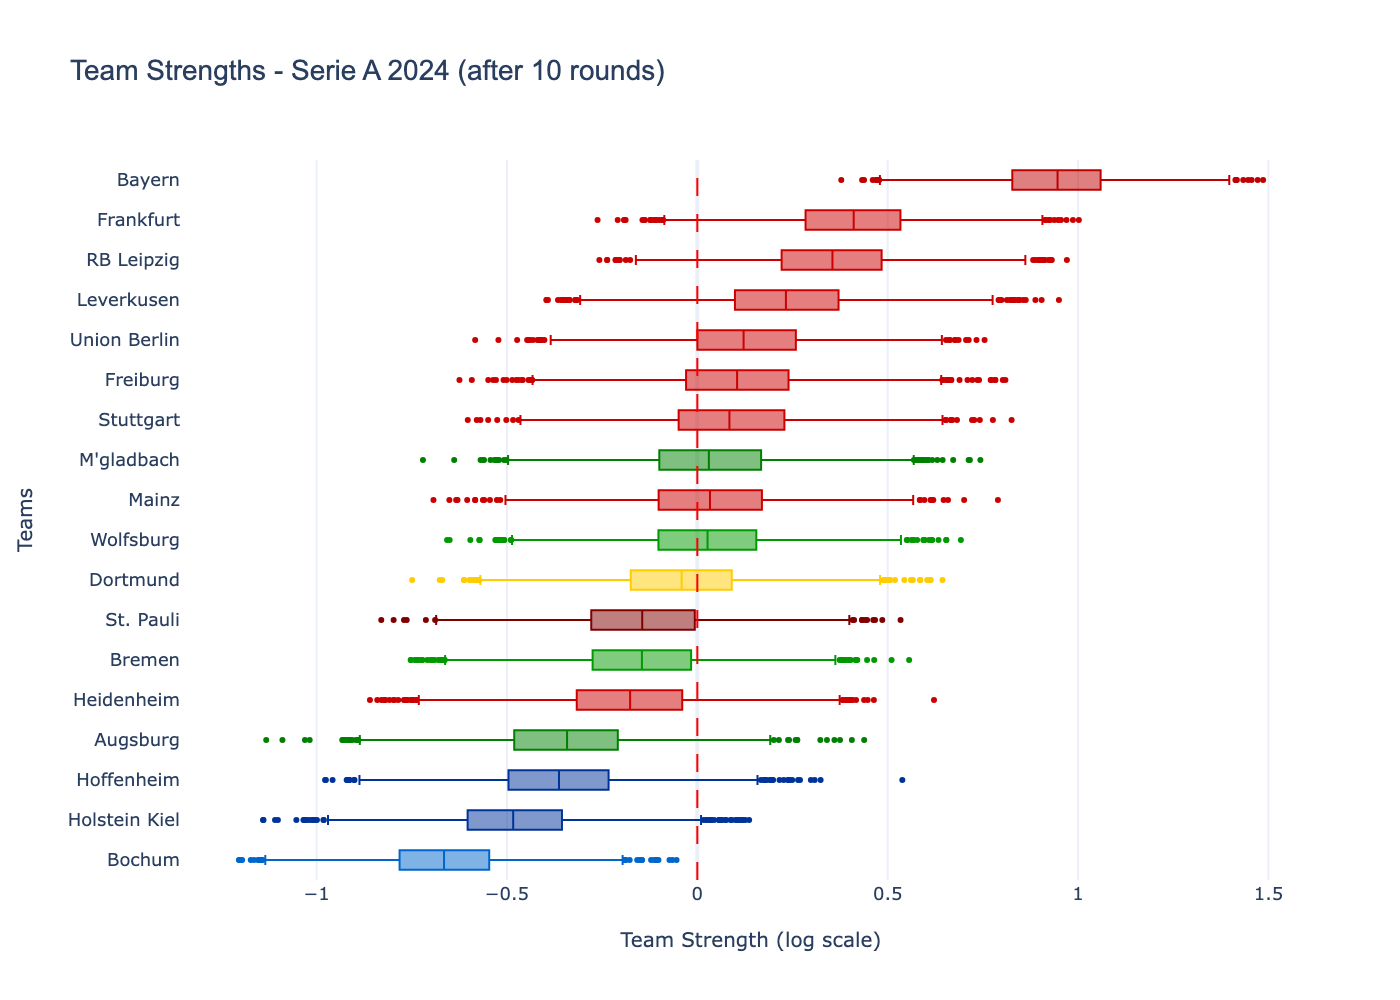 Team Strengths - Serie A 2024 (after 10 rounds)
Teams
Bayern
Frankfurt
RB Leipzig
Leverkusen
Union Berlin
Freiburg
Stuttgart
M'gladbach
Mainz
Wolfsburg
Dortmund
St. Pauli
Bremen
Heidenheim
Augsburg
Hoffenheim
Holstein Kiel
Bochum
−1 −0.5 0 0.5 1 1.5
Team Strength (log scale)